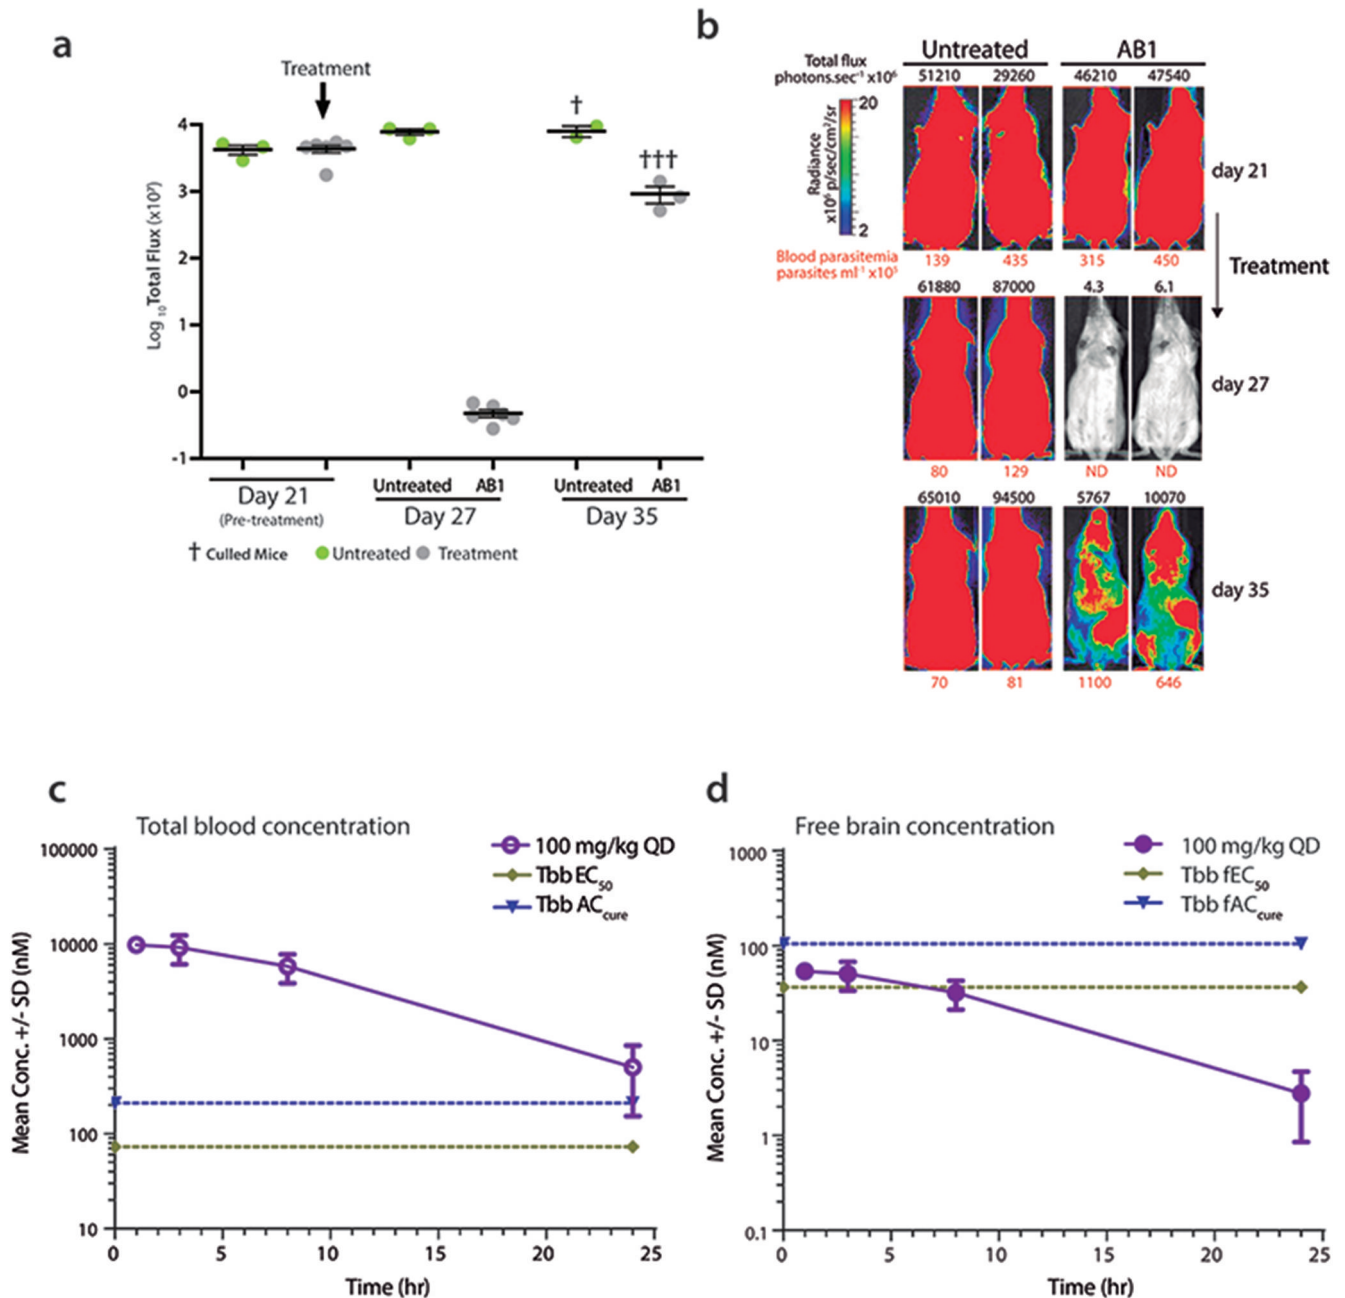 a
Treatment
†
†††
4
3
2
1
0
-1
Log 10 Total Flux (x10⁹)
Untreated AB1
Untreated AB1
Day 21
(Pre-treatment)
Day 27
Day 35
† Culled Mice
Untreated
Treatment
b
Untreated
AB1
Total flux
photons.sec⁻¹ x10⁶
51210 29260 46210 47540
20
Radiance
x10⁶ p/sec/cm²/sr
2
day 21
Blood parasitemia
parasites ml⁻¹ x10⁵
139 435 315 450
Treatment
61880 87000 4.3 6.1
day 27
80 129 ND ND
65010 94500 5767 10070
day 35
70 81 1100 646
c
Total blood concentration
100 mg/kg QD
Tbb EC50
Tbb ACcure
100000
10000
1000
100
10
Mean Conc. +/- SD (nM)
0 5 10 15 20 25
Time (hr)
d
Free brain concentration
100 mg/kg QD
Tbb fEC50
Tbb fACcure
1000
100
10
1
0.1
Mean Conc. +/- SD (nM)
0 5 10 15 20 25
Time (hr)